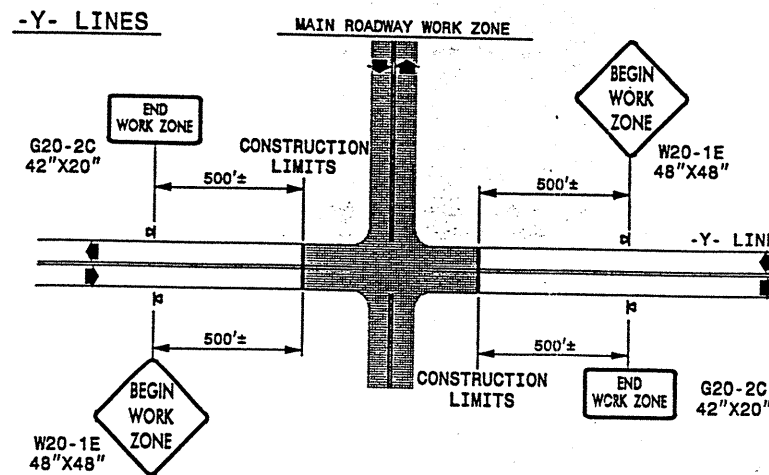 -Y- LINES
MAIN ROADWAY WORK ZONE
END
WORK ZONE
G20-2C
42"X20"
CONSTRUCTION
LIMITS
500'±
BEGIN
WORK
ZONE
W20-1E
48"X48"
500'±
-Y- LINE
500'±
BEGIN
WORK
ZONE
W20-1E
48"X48"
500'±
CONSTRUCTION
LIMITS
END
WORK ZONE
G20-2C
42"X20"